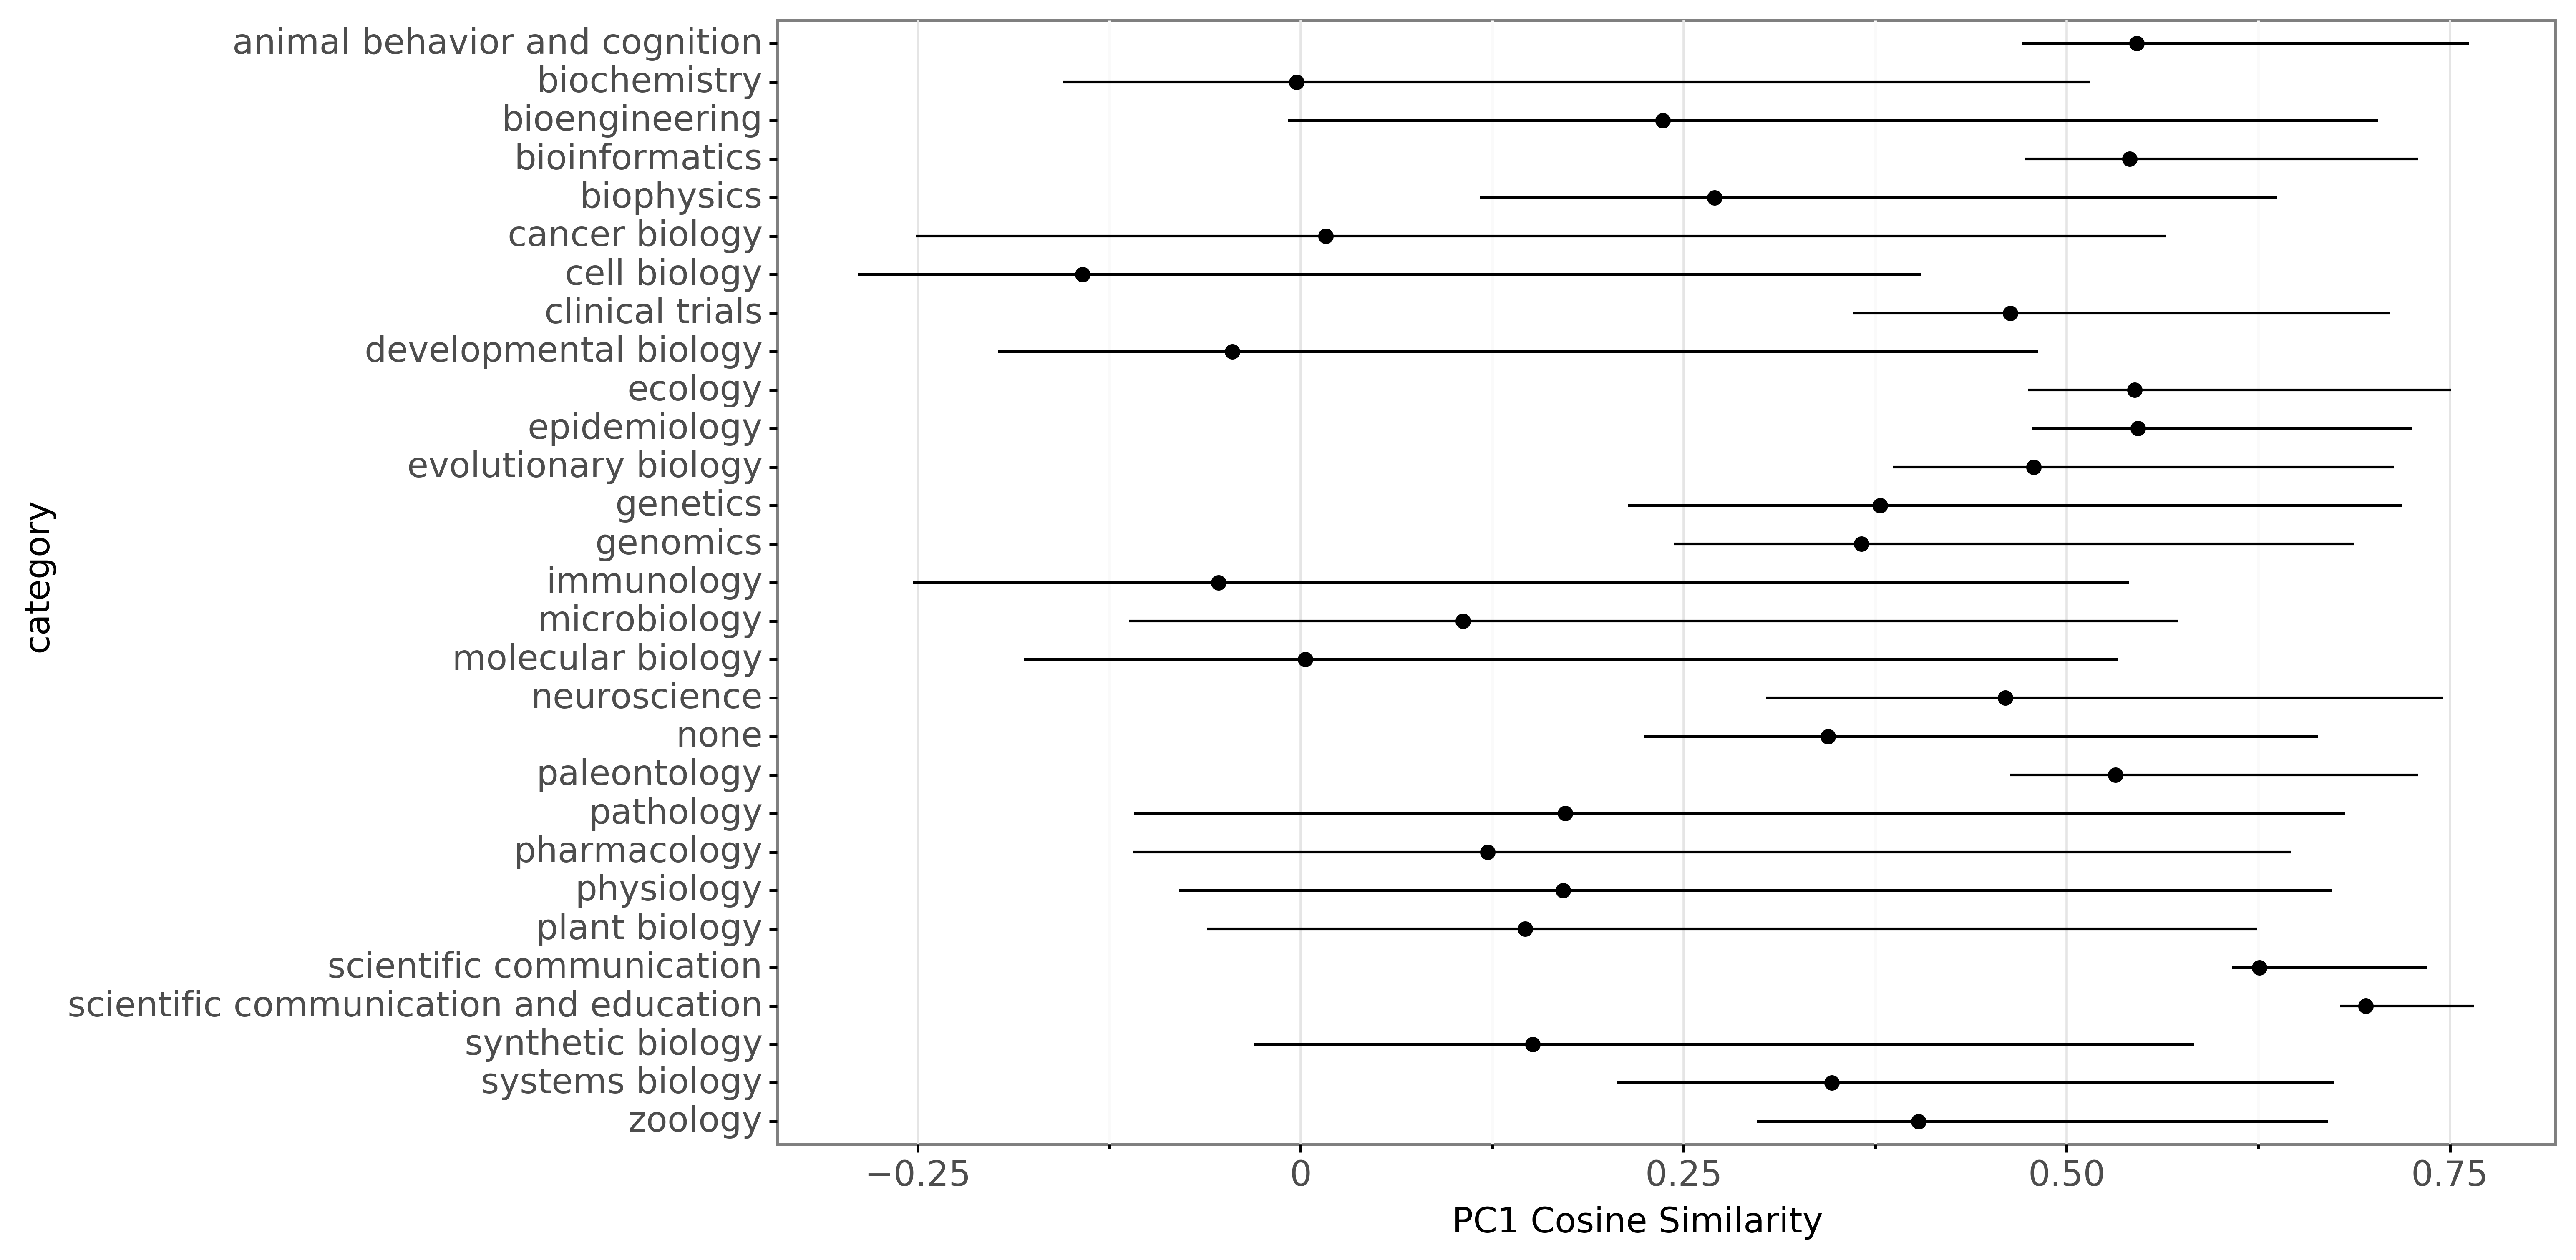 animal behavior and cognition
biochemistry
bioengineering
bioinformatics
biophysics
cancer biology
cell biology
clinical trials
developmental biology
ecology
epidemiology
evolutionary biology
genetics
genomics
immunology
microbiology
molecular biology
neuroscience
none
paleontology
pathology
pharmacology
physiology
plant biology
scientific communication
scientific communication and education
synthetic biology
systems biology
zoology
category
−0.25 0 0.25 0.50 0.75
PC1 Cosine Similarity